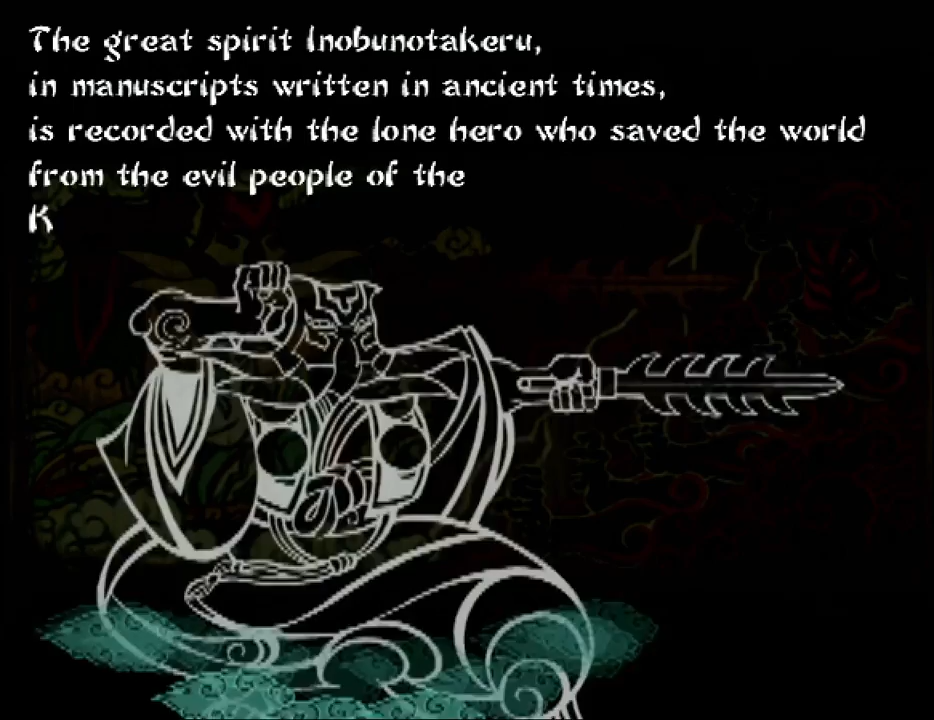 The great spirit Inobunotakeru,
in manuscripts written in ancient times,
is recorded with the lone hero who saved the world
from the evil people of the
K